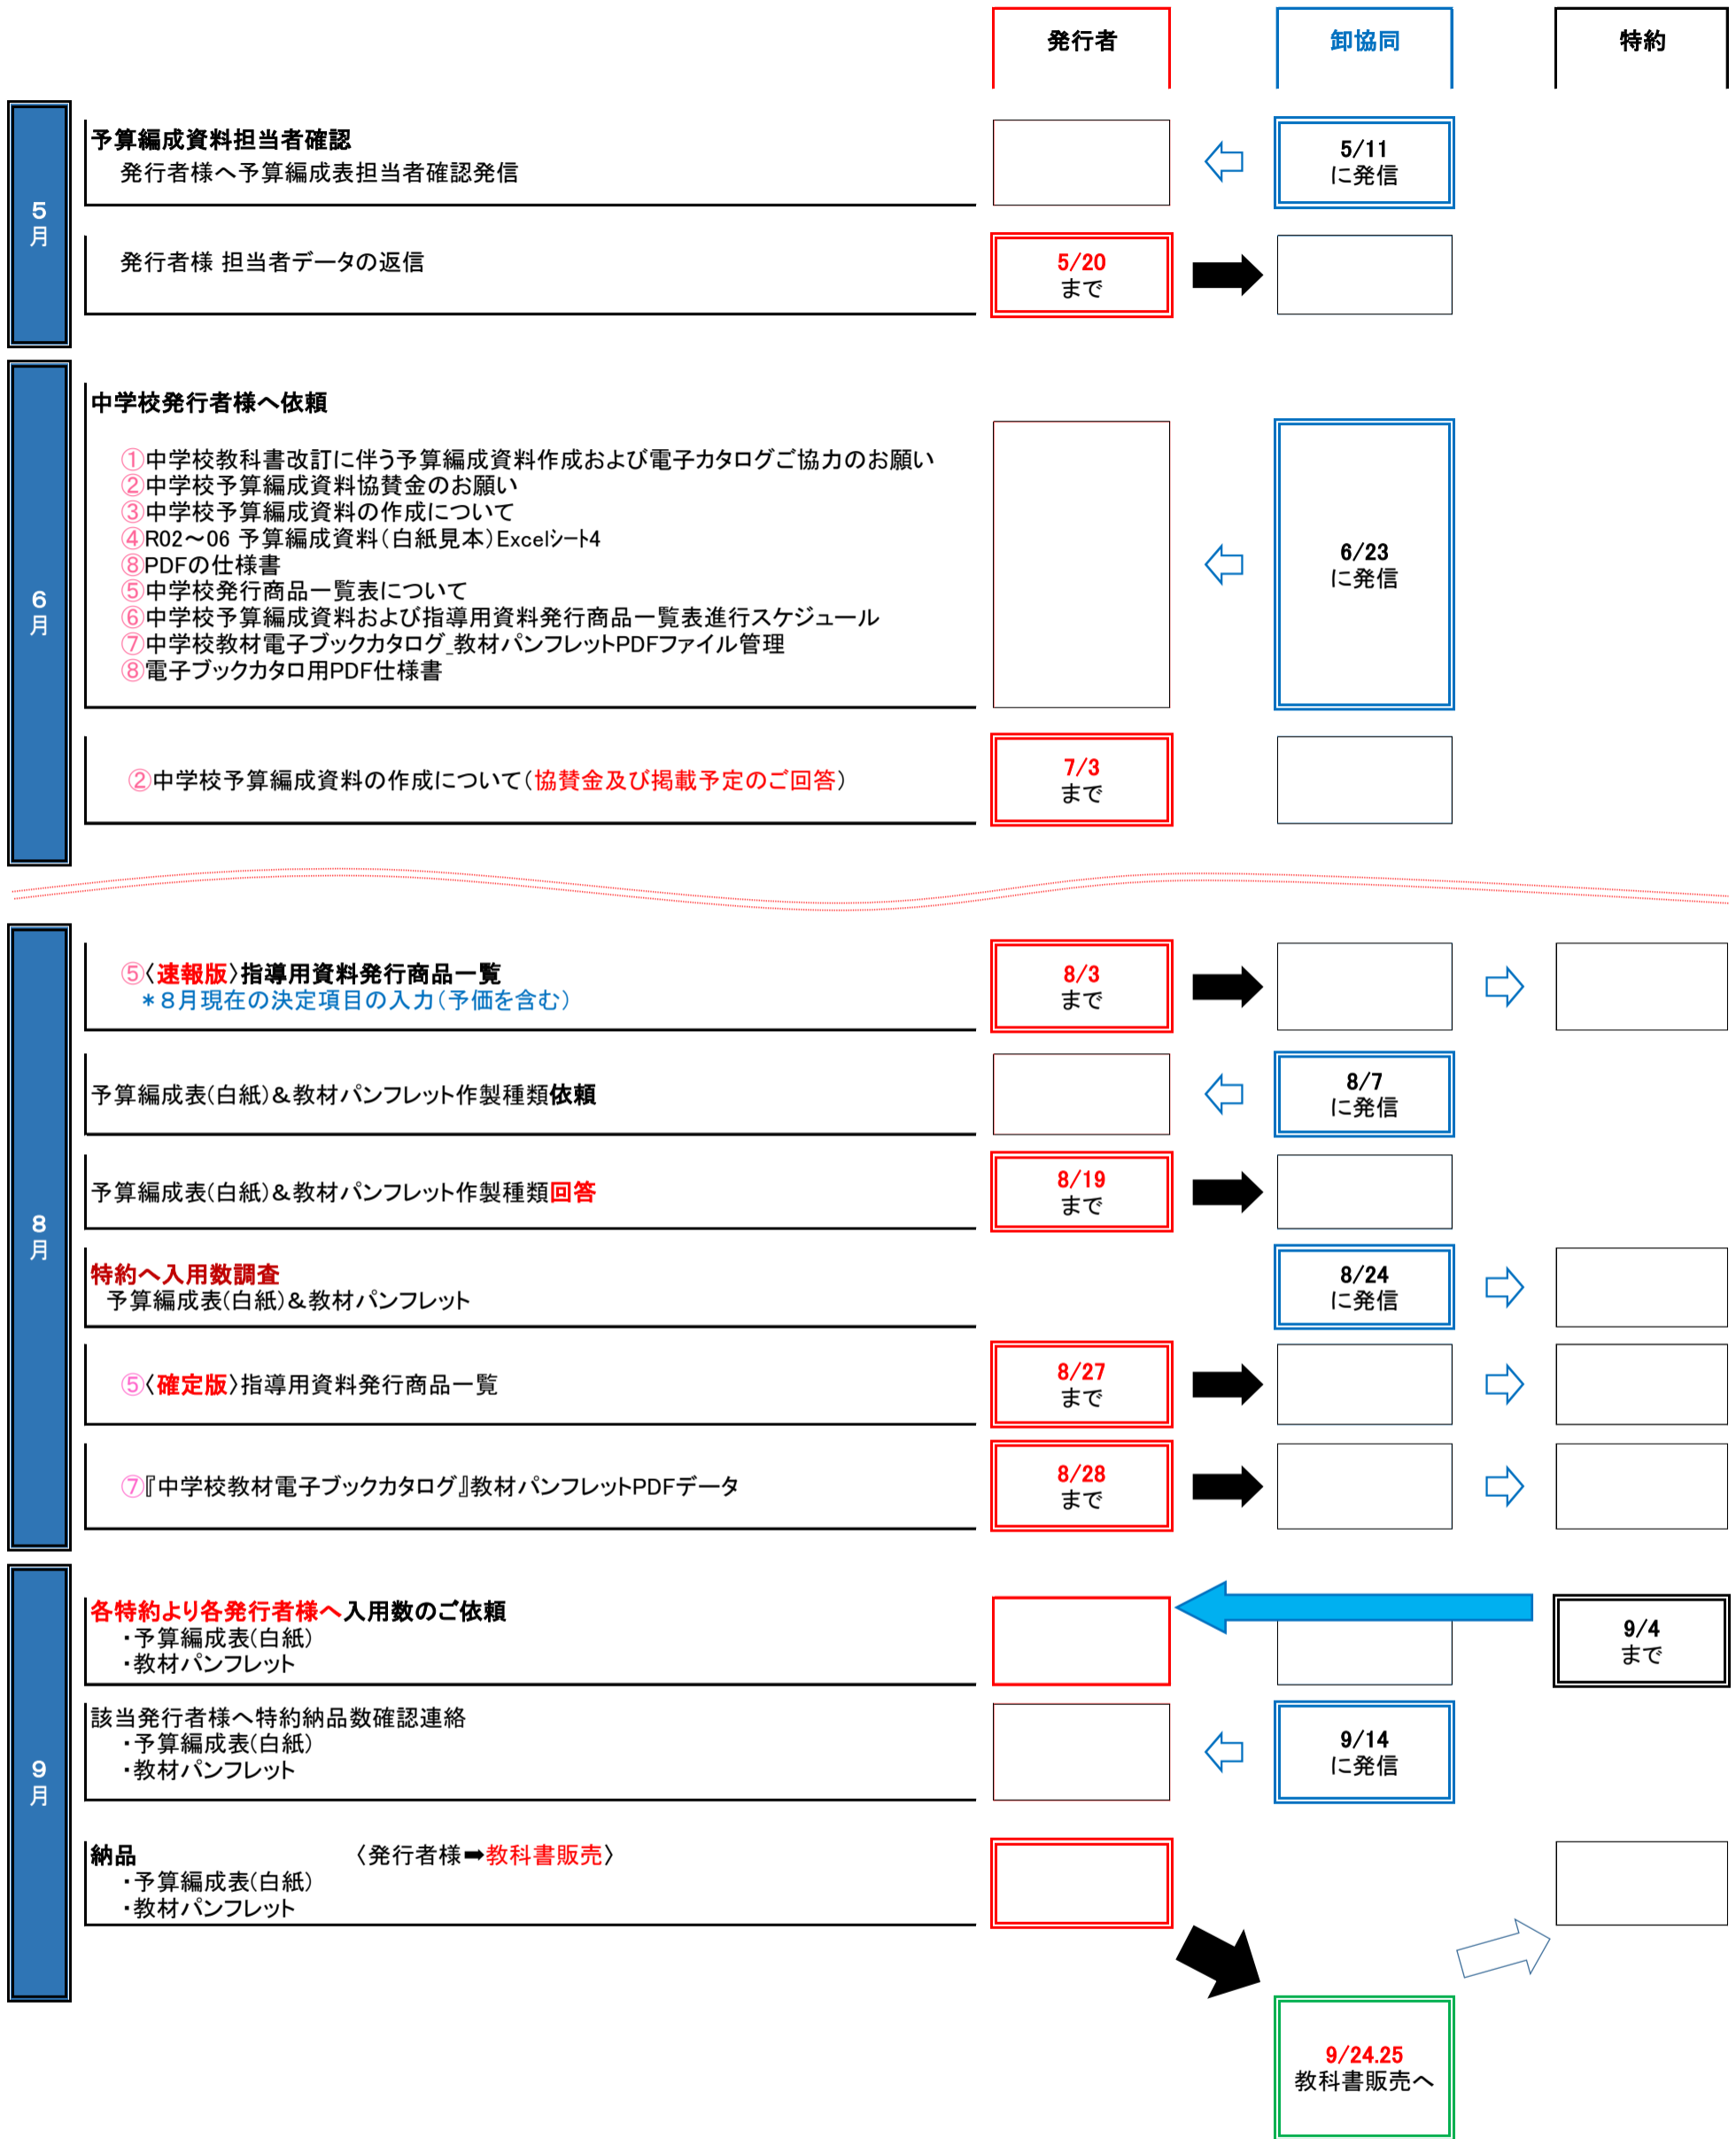 発行者
卸協同
特約
5月
予算編成資料担当者確認
発行者様へ予算編成表担当者確認発信
5/11
に発信
発行者様 担当者データの返信
5/20
まで
6月
中学校発行者様へ依頼
①中学校教科書改訂に伴う予算編成資料作成および電子カタログご協力のお願い
②中学校予算編成資料協賛金のお願い
③中学校予算編成資料の作成について
④R02～06 予算編成資料（白紙見本）Excelシート4
⑧PDFの仕様書
⑤中学校発行商品一覧表について
⑥中学校予算編成資料および指導用資料発行商品一覧表進行スケジュール
⑦中学校教材電子ブックカタログ_教材パンフレットPDFファイル管理
⑧電子ブックカタロ用PDF仕様書
6/23
に発信
②中学校予算編成資料の作成について（協賛金及び掲載予定のご回答）
7/3
まで
8月
⑤〈速報版〉指導用資料発行商品一覧
＊８月現在の決定項目の入力（予価を含む）
8/3
まで
予算編成表(白紙)＆教材パンフレット作製種類依頼
8/7
に発信
予算編成表(白紙)＆教材パンフレット作製種類回答
8/19
まで
特約へ入用数調査
予算編成表(白紙)＆教材パンフレット
8/24
に発信
⑤〈確定版〉指導用資料発行商品一覧
8/27
まで
⑦『中学校教材電子ブックカタログ』教材パンフレットPDFデータ
8/28
まで
9月
各特約より各発行者様へ入用数のご依頼
・予算編成表(白紙)
・教材パンフレット
9/4
まで
該当発行者様へ特約納品数確認連絡
・予算編成表(白紙)
・教材パンフレット
9/14
に発信
納品 〈発行者様➡教科書販売〉
・予算編成表(白紙)
・教材パンフレット
9/24.25
教科書販売へ